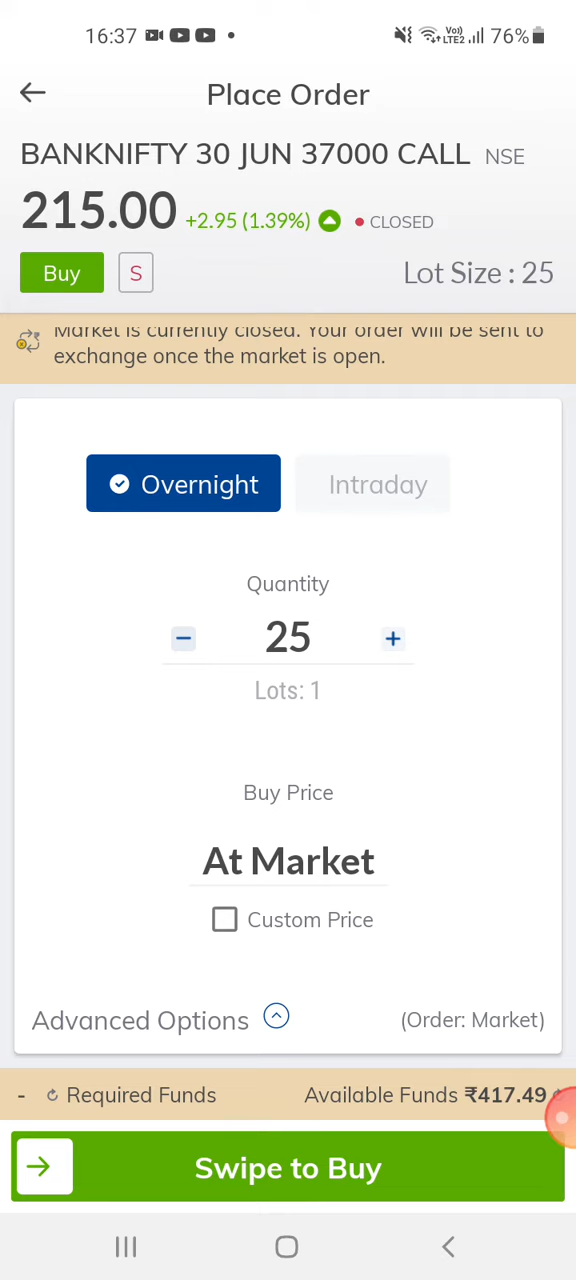 16:37 Vo) LTE2 76%
Place Order
BANKNIFTY 30 JUN 37000 CALL NSE
215.00 +2.95 (1.39%) CLOSED
Buy S Lot Size : 25
Market is currently closed. Your order will be sent to
exchange once the market is open.
Overnight Intraday
Quantity
25
Lots: 1
Buy Price
At Market
Custom Price
Advanced Options (Order: Market)
- Required Funds Available Funds ₹417.49
Swipe to Buy